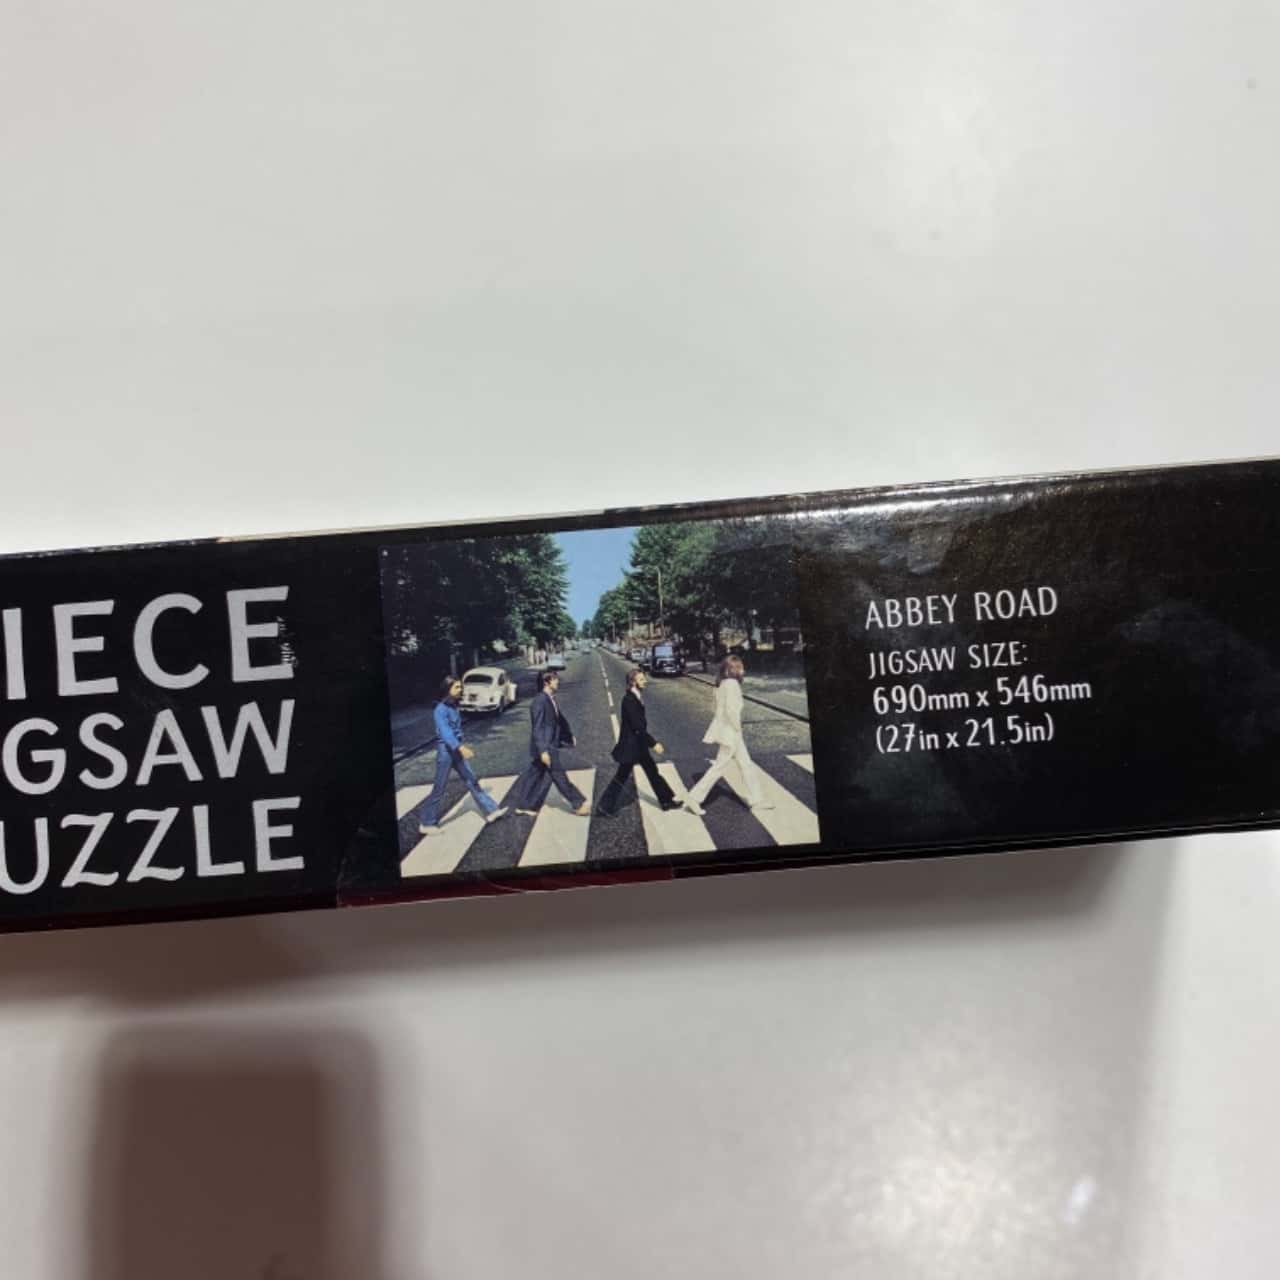 IECE
GSAW
UZZLE
ABBEY ROAD
JIGSAW SIZE:
690mm x 546mm
(27in x 21.5in)